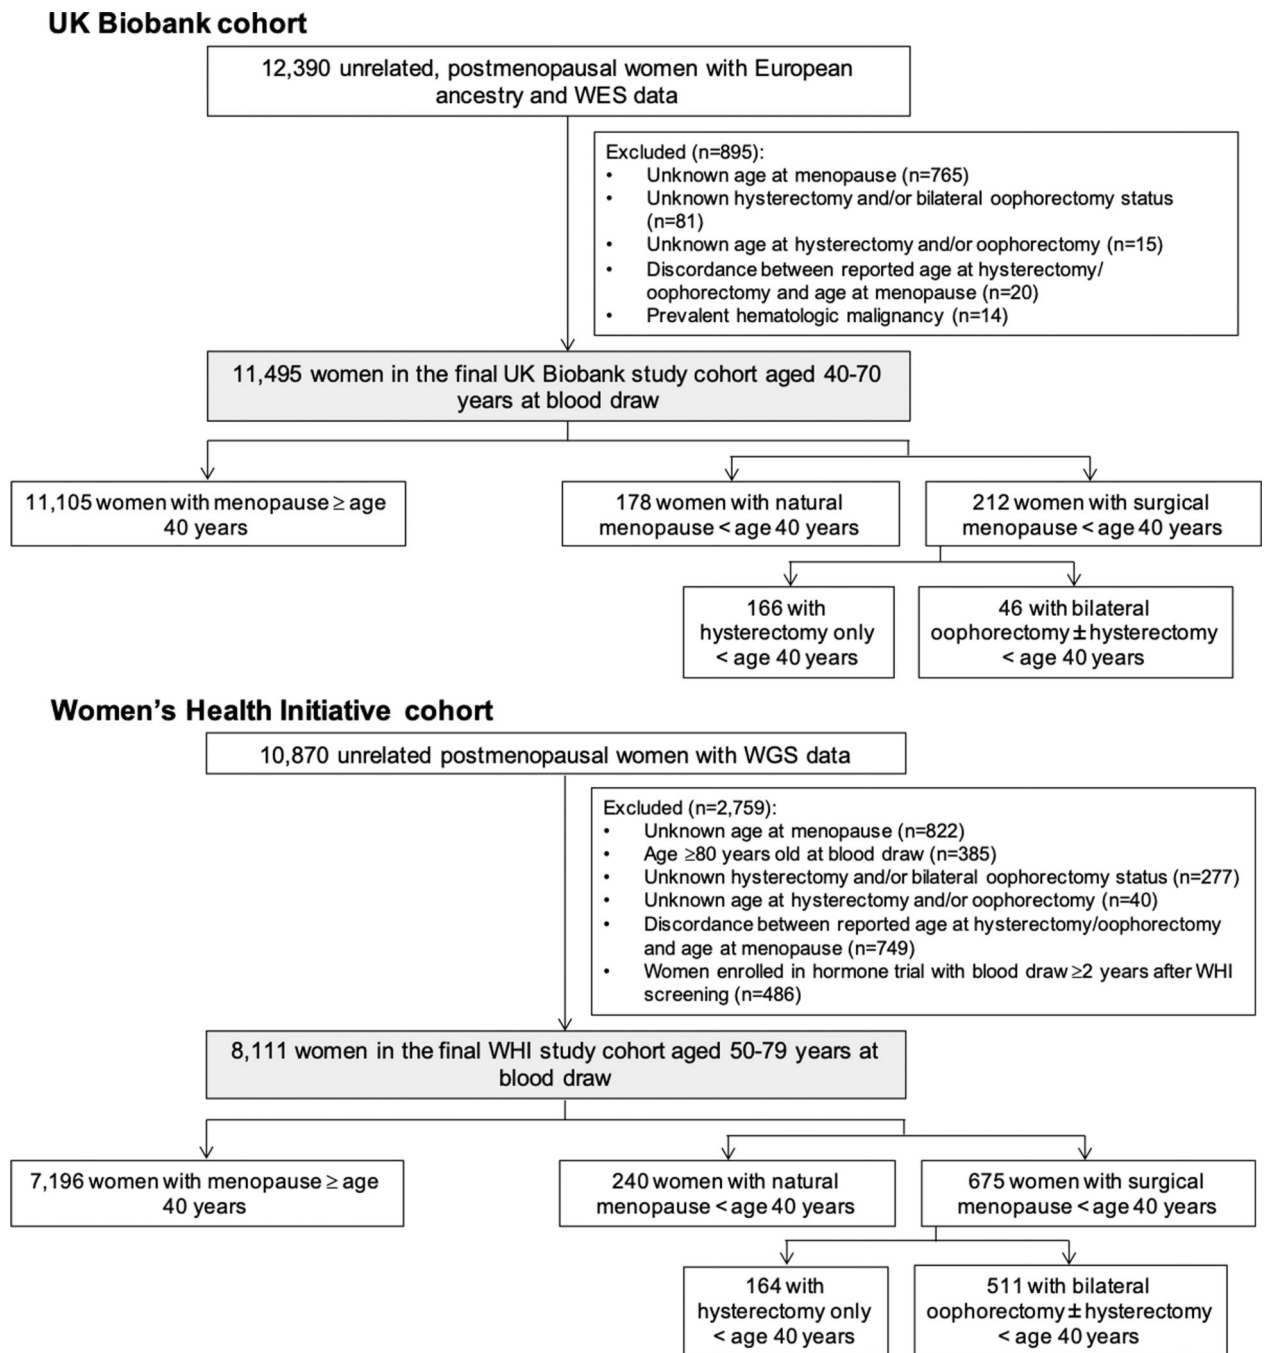 UK Biobank cohort
12,390 unrelated, postmenopausal women with European
ancestry and WES data
Excluded (n=895):
• Unknown age at menopause (n=765)
• Unknown hysterectomy and/or bilateral oophorectomy status
(n=81)
• Unknown age at hysterectomy and/or oophorectomy (n=15)
• Discordance between reported age at hysterectomy/
oophorectomy and age at menopause (n=20)
• Prevalent hematologic malignancy (n=14)
11,495 women in the final UK Biobank study cohort aged 40-70
years at blood draw
11,105 women with menopause ≥ age
40 years
178 women with natural
menopause < age 40 years
212 women with surgical
menopause < age 40 years
166 with
hysterectomy only
< age 40 years
46 with bilateral
oophorectomy ± hysterectomy
< age 40 years
Women's Health Initiative cohort
10,870 unrelated postmenopausal women with WGS data
Excluded (n=2,759):
• Unknown age at menopause (n=822)
• Age ≥80 years old at blood draw (n=385)
• Unknown hysterectomy and/or bilateral oophorectomy status (n=277)
• Unknown age at hysterectomy and/or oophorectomy (n=40)
• Discordance between reported age at hysterectomy/oophorectomy
and age at menopause (n=749)
• Women enrolled in hormone trial with blood draw ≥2 years after WHI
screening (n=486)
8,111 women in the final WHI study cohort aged 50-79 years at
blood draw
7,196 women with menopause ≥ age
40 years
240 women with natural
menopause < age 40 years
675 women with surgical
menopause < age 40 years
164 with
hysterectomy only
< age 40 years
511 with bilateral
oophorectomy ± hysterectomy
< age 40 years